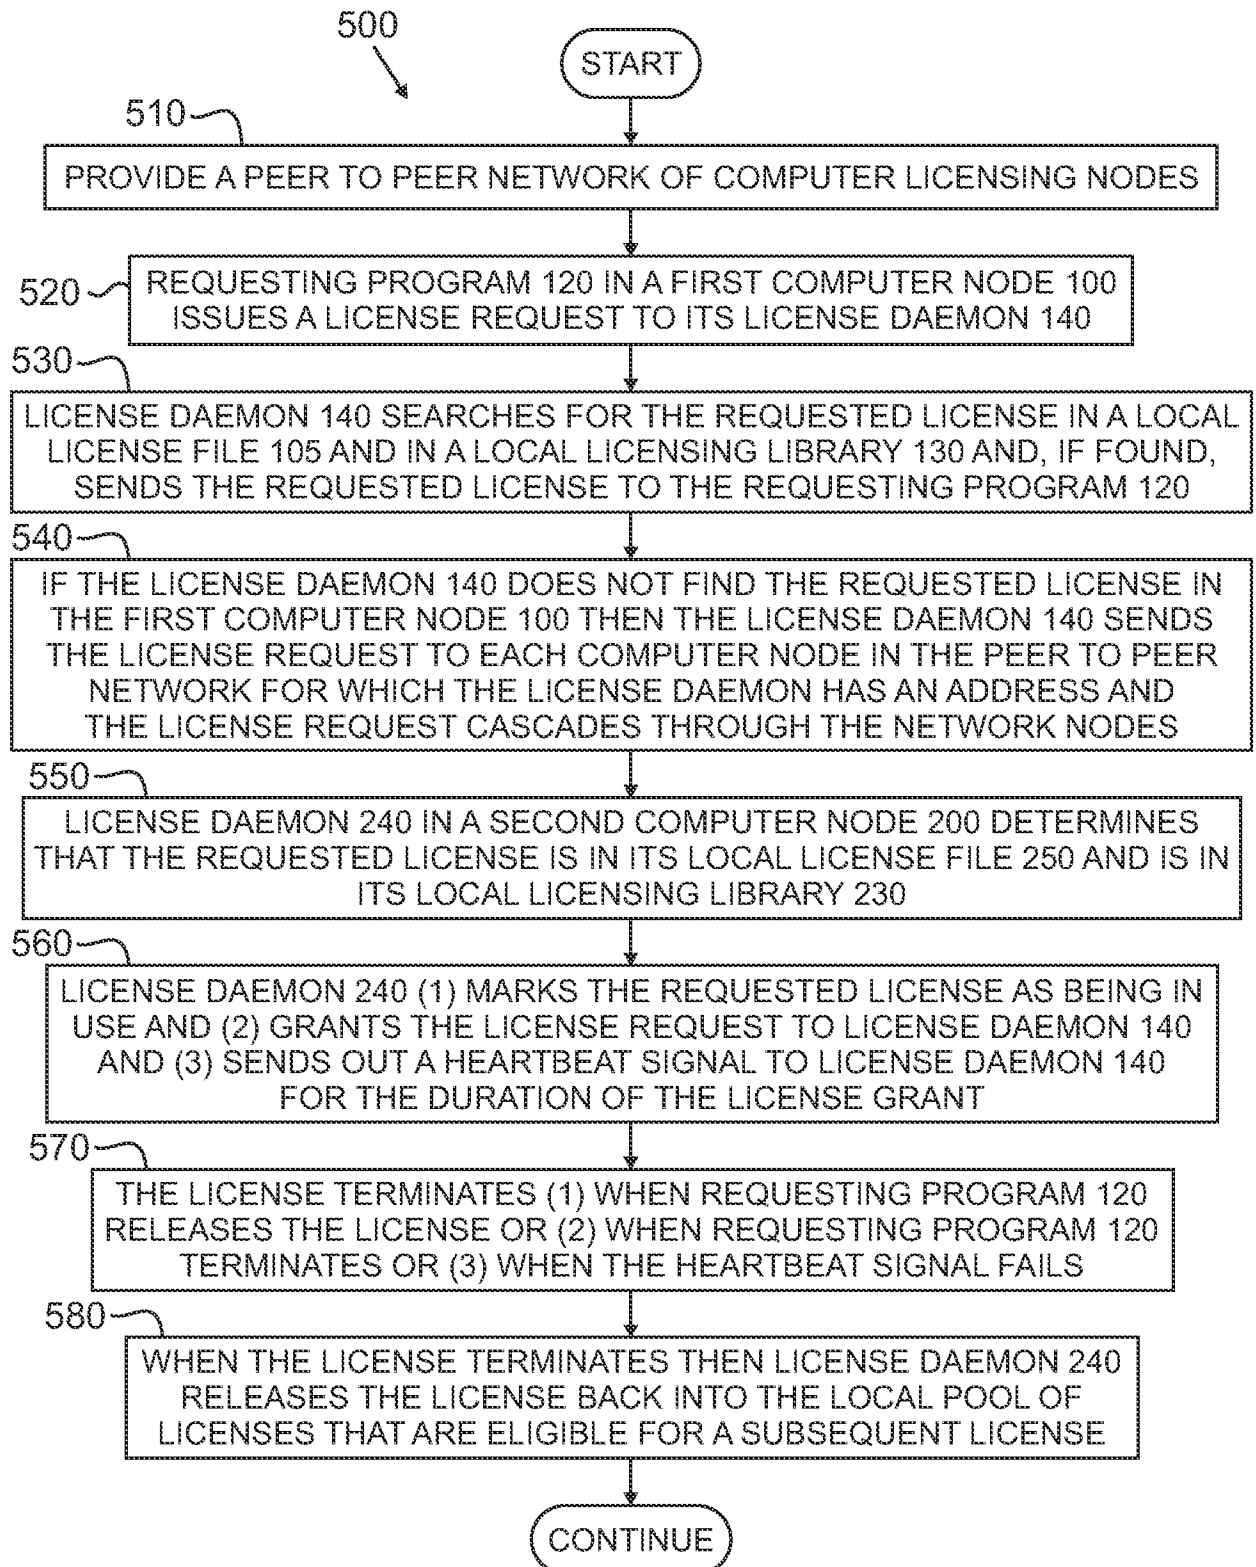 500
START
510
PROVIDE A PEER TO PEER NETWORK OF COMPUTER LICENSING NODES
520
REQUESTING PROGRAM 120 IN A FIRST COMPUTER NODE 100
ISSUES A LICENSE REQUEST TO ITS LICENSE DAEMON 140
530
LICENSE DAEMON 140 SEARCHES FOR THE REQUESTED LICENSE IN A LOCAL
LICENSE FILE 105 AND IN A LOCAL LICENSING LIBRARY 130 AND, IF FOUND,
SENDS THE REQUESTED LICENSE TO THE REQUESTING PROGRAM 120
540
IF THE LICENSE DAEMON 140 DOES NOT FIND THE REQUESTED LICENSE IN
THE FIRST COMPUTER NODE 100 THEN THE LICENSE DAEMON 140 SENDS
THE LICENSE REQUEST TO EACH COMPUTER NODE IN THE PEER TO PEER
NETWORK FOR WHICH THE LICENSE DAEMON HAS AN ADDRESS AND
THE LICENSE REQUEST CASCADES THROUGH THE NETWORK NODES
550
LICENSE DAEMON 240 IN A SECOND COMPUTER NODE 200 DETERMINES
THAT THE REQUESTED LICENSE IS IN ITS LOCAL LICENSE FILE 250 AND IS IN
ITS LOCAL LICENSING LIBRARY 230
560
LICENSE DAEMON 240 (1) MARKS THE REQUESTED LICENSE AS BEING IN
USE AND (2) GRANTS THE LICENSE REQUEST TO LICENSE DAEMON 140
AND (3) SENDS OUT A HEARTBEAT SIGNAL TO LICENSE DAEMON 140
FOR THE DURATION OF THE LICENSE GRANT
570
THE LICENSE TERMINATES (1) WHEN REQUESTING PROGRAM 120
RELEASES THE LICENSE OR (2) WHEN REQUESTING PROGRAM 120
TERMINATES OR (3) WHEN THE HEARTBEAT SIGNAL FAILS
580
WHEN THE LICENSE TERMINATES THEN LICENSE DAEMON 240
RELEASES THE LICENSE BACK INTO THE LOCAL POOL OF
LICENSES THAT ARE ELIGIBLE FOR A SUBSEQUENT LICENSE
CONTINUE